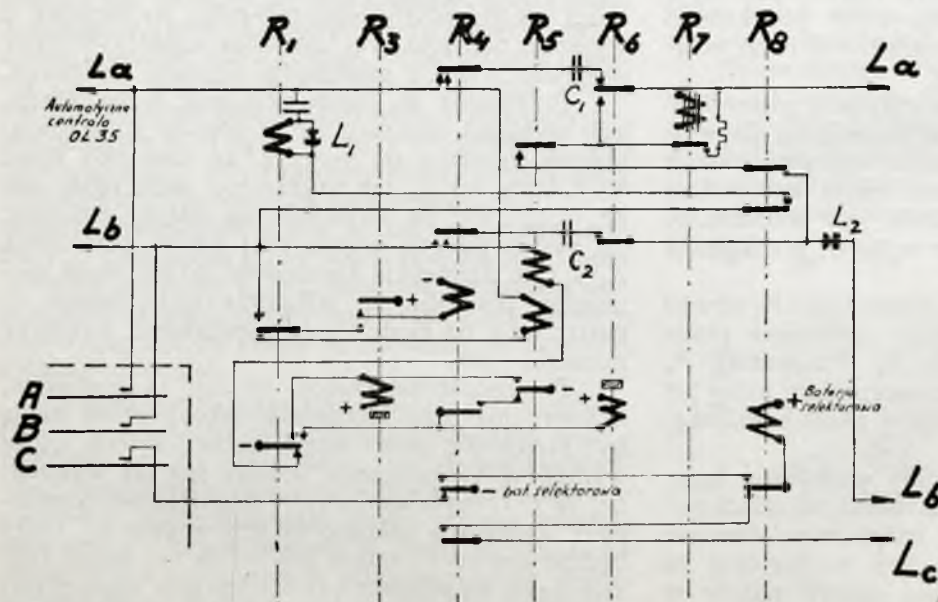 R1 R3 R4 R5 R6 R7 R8
La
La
Automatyczne
centrala
OL 35
C1
L1
Lb
L2
C2
-
+
A
B
C
+
-
+
-
+ Baterja
selektorowa
- bat. selektorowa
Lb
Lc